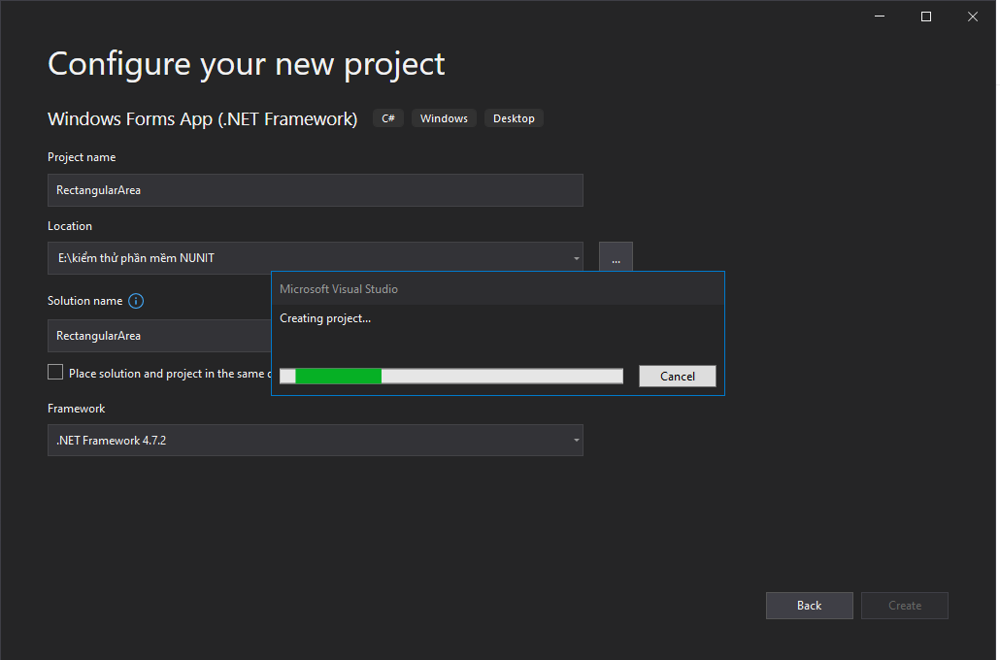 Configure your new project
Windows Forms App (.NET Framework) C# Windows Desktop
Project name
RectangularArea
Location
E:\kiểm thử phần mềm NUNIT
...
Solution name
RectangularArea
Microsoft Visual Studio
Creating project...
Cancel
Place solution and project in the same
Framework
.NET Framework 4.7.2
Back Create